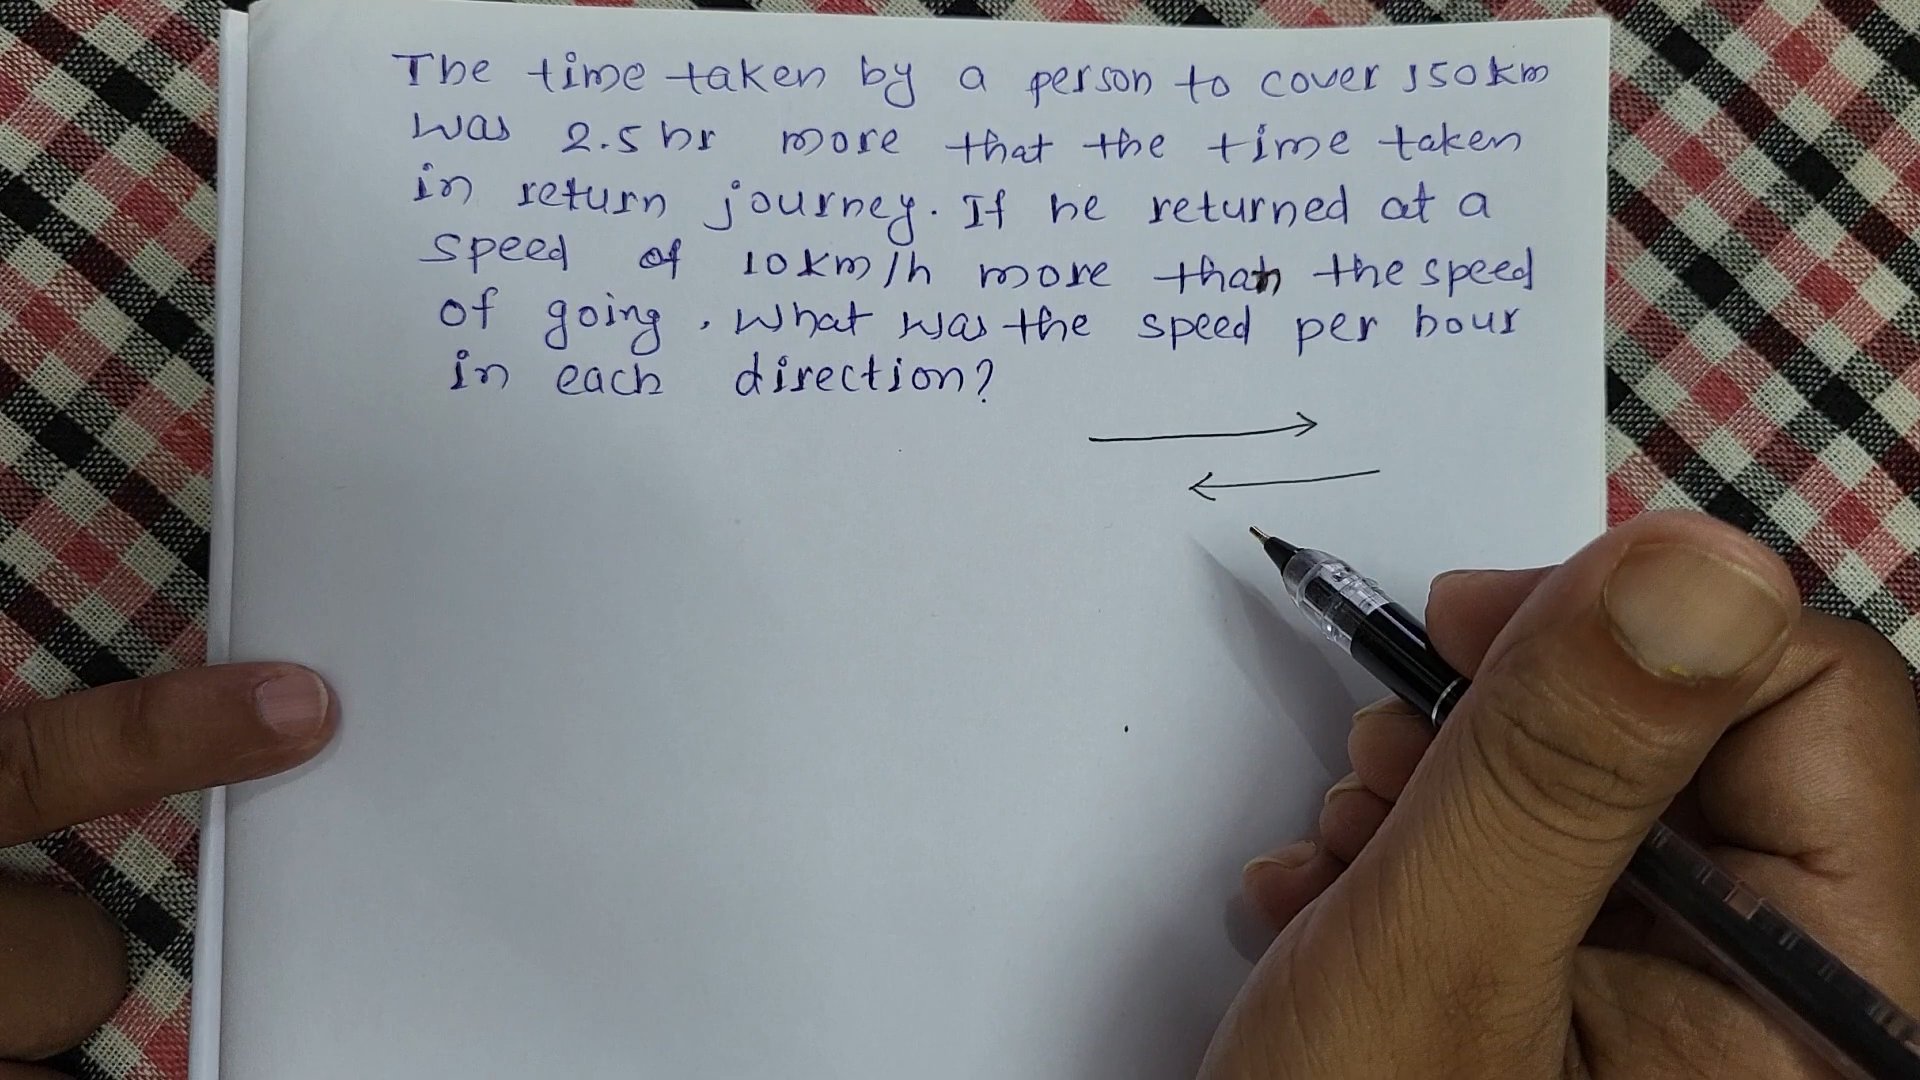 The time taken by a person to cover 150km
was 2.5hr more that the time taken
in return journey. If he returned at a
speed of 10km/h more than the speed
of going, What was the speed per hour
in each direction?